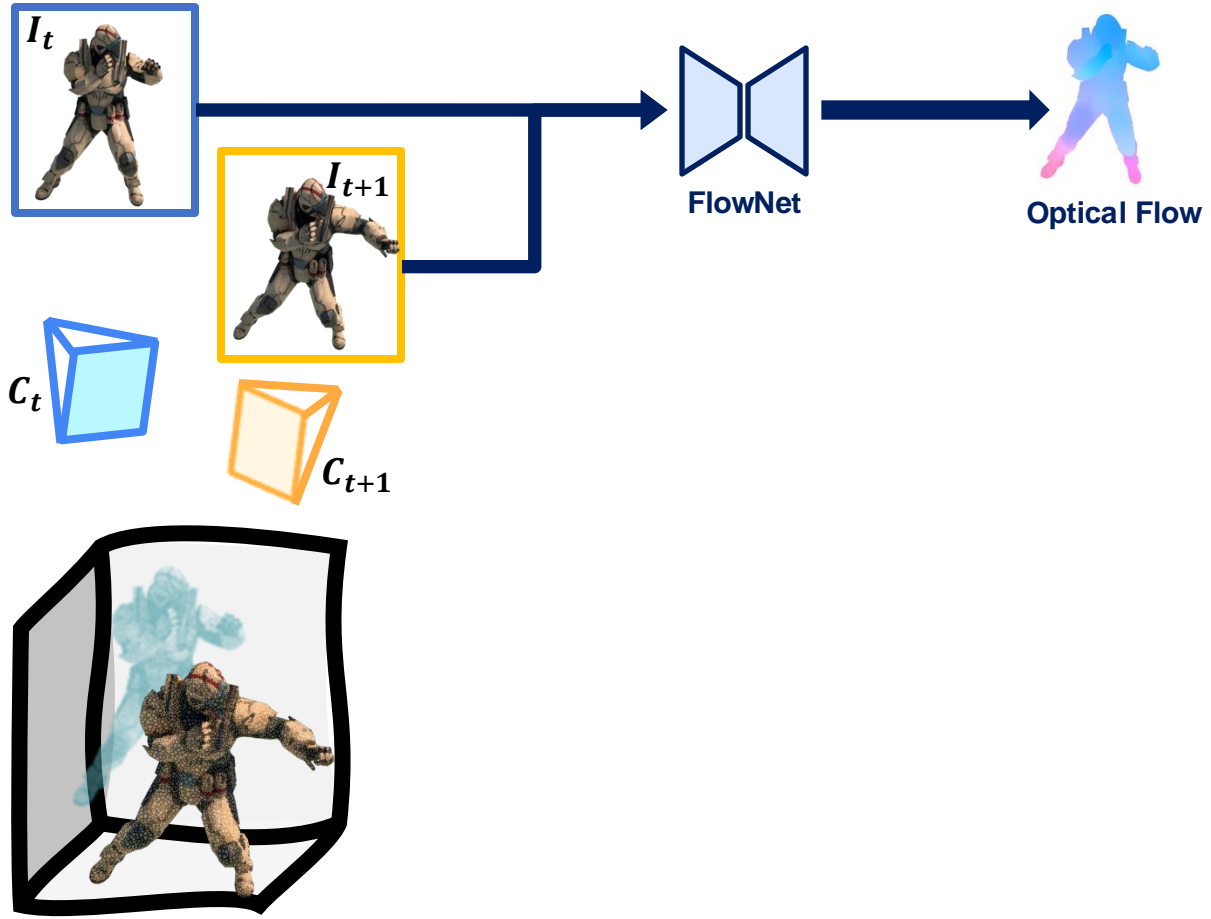 I_t
I_{t+1}
FlowNet
Optical Flow
C_t
C_{t+1}